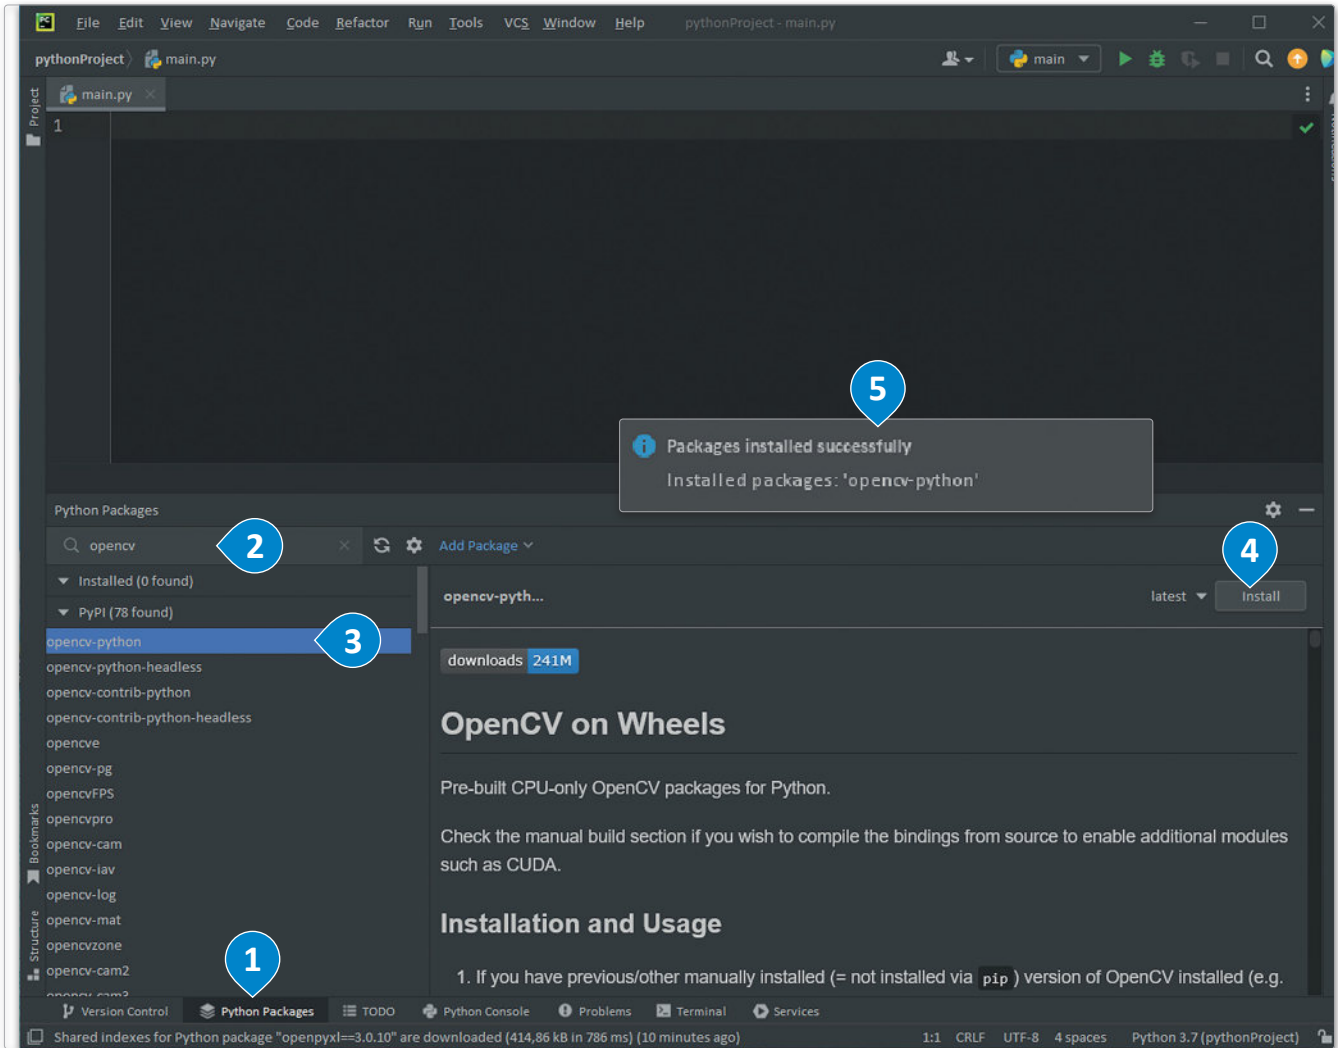 PC File Edit View Navigate Code Refactor Run Tools VCS Window Help pythonProject - main.py
pythonProject main.py main
Project
main.py
1
5
Packages installed successfully
Installed packages: 'opencv-python'
Python Packages
opencv
2
Add Package
4
Installed (0 found)
PyPI (78 found)
opencv-pyth...
latest
Install
opencv-python
3
opencv-python-headless
opencv-contrib-python
opencv-contrib-python-headless
opencve
opencv-pg
opencvFPS
opencvpro
opencv-cam
opencv-iav
opencv-log
opencv-mat
opencvzone
opencv-cam2
opencv-cam3
downloads 241M
OpenCV on Wheels
Pre-built CPU-only OpenCV packages for Python.
Check the manual build section if you wish to compile the bindings from source to enable additional modules
such as CUDA.
Installation and Usage
1. If you have previous/other manually installed (= not installed via pip ) version of OpenCV installed (e.g.
Bookmarks
Structure
1
Version Control Python Packages TODO Python Console Problems Terminal Services
Shared indexes for Python package "openpyxl==3.0.10" are downloaded (414,86 kB in 786 ms) (10 minutes ago) 1:1 CRLF UTF-8 4 spaces Python 3.7 (pythonProject)